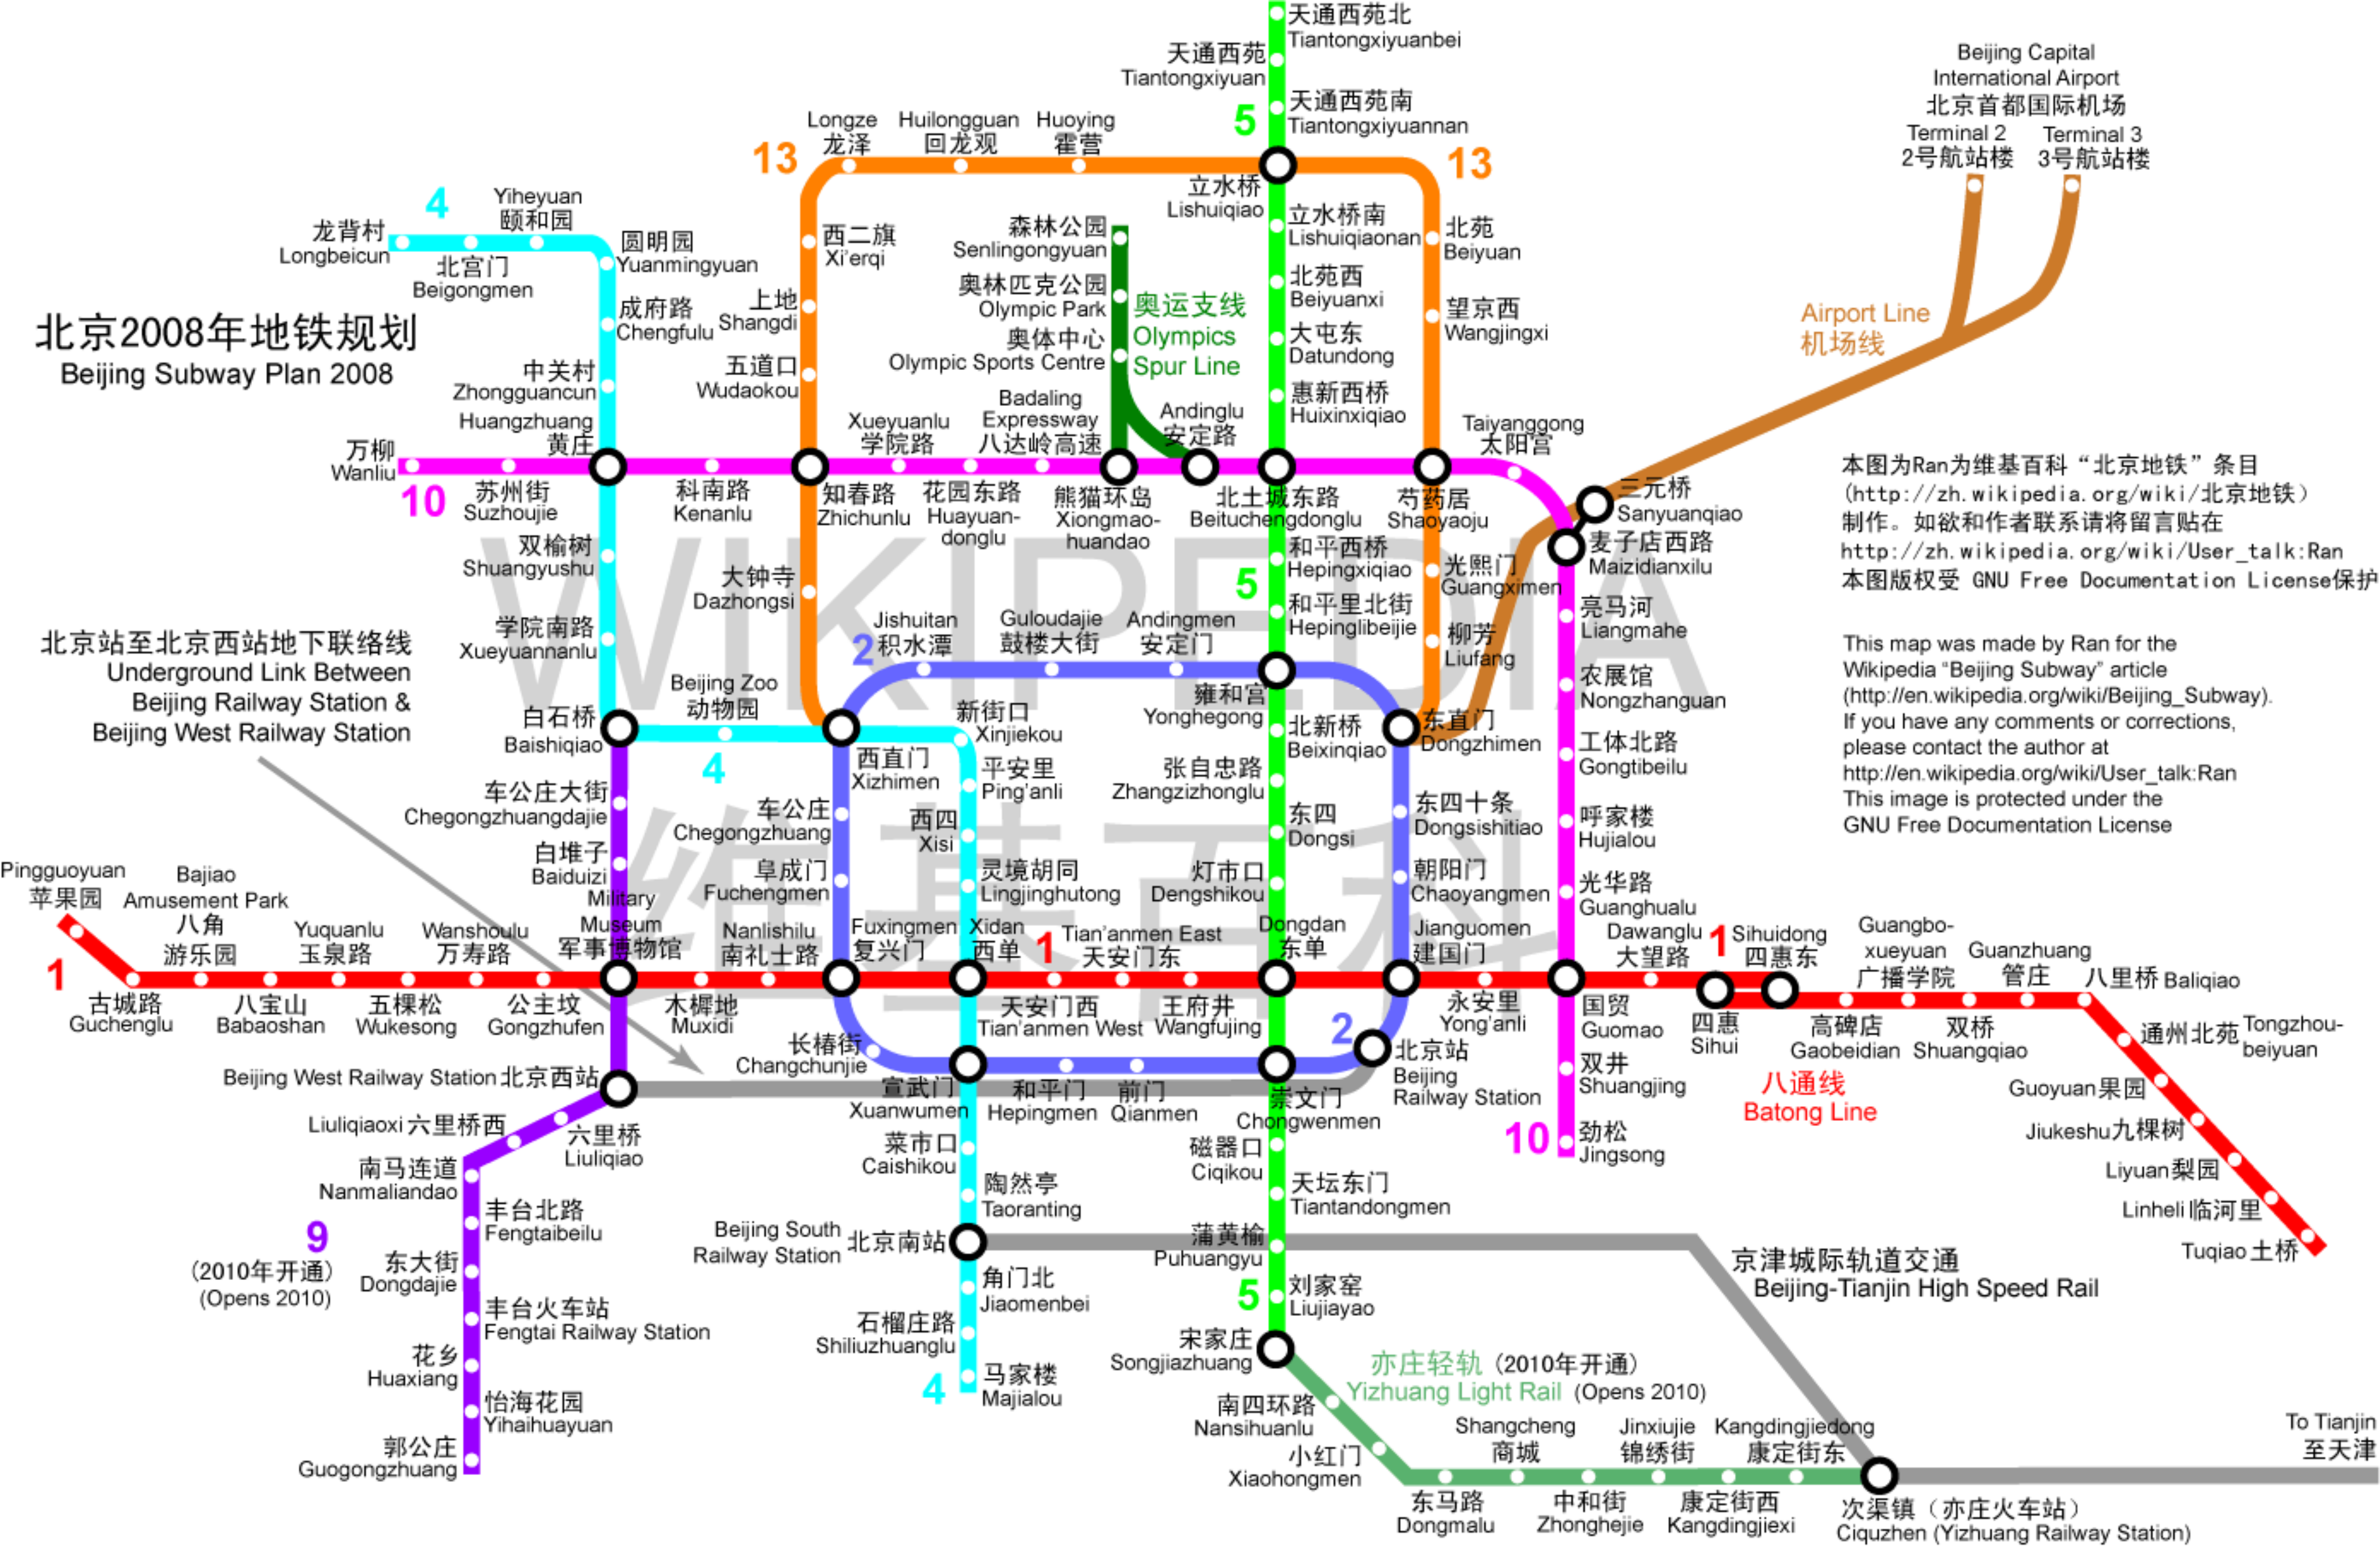 北京2008年地铁规划
Beijing Subway Plan 2008
天通西苑北
Tiantongxiyuanbei
天通西苑
Tiantongxiyuan
天通西苑南
Tiantongxiyuannan
5
Beijing Capital
International Airport
北京首都国际机场
Terminal 2
2号航站楼
Terminal 3
3号航站楼
Airport Line
机场线
13
Longze
龙泽
Huilongguan
回龙观
Huoying
霍营
13
立水桥
Lishuiqiao
4
Yiheyuan
颐和园
龙背村
Longbeicun
北宫门
Beigongmen
圆明园
Yuanmingyuan
成府路
Chengfulu
中关村
Zhongguancun
Huangzhuang
黄庄
西二旗
Xi'erqi
上地
Shangdi
五道口
Wudaokou
森林公园
Senlingongyuan
奥林匹克公园
Olympic Park
奥体中心
Olympic Sports Centre
奥运支线
Olympics
Spur Line
立水桥南
Lishuiqiaonan
北苑西
Beiyuanxi
大屯东
Datundong
惠新西桥
Huixinxiqiao
北苑
Beiyuan
望京西
Wangjingxi
万柳
Wanliu
10
苏州街
Suzhoujie
科南路
Kenanlu
知春路
Zhichunlu
Xueyuanlu
学院路
花园东路
Huayuan-
donglu
Badaling
Expressway
八达岭高速
熊猫环岛
Xiongmao-
huandao
Andinglu
安定路
北土城东路
Beituchengdonglu
芍药居
Shaoyaoju
Taiyanggong
太阳宫
三元桥
Sanyuanqiao
麦子店西路
Maizidianxilu
本图为Ran为维基百科“北京地铁”条目
(http://zh.wikipedia.org/wiki/北京地铁)
制作。如欲和作者联系请将留言贴在
http://zh.wikipedia.org/wiki/User_talk:Ran
本图版权受 GNU Free Documentation License保护
This map was made by Ran for the
Wikipedia “Beijing Subway” article
(http://en.wikipedia.org/wiki/Beijing_Subway).
If you have any comments or corrections,
please contact the author at
http://en.wikipedia.org/wiki/User_talk:Ran
This image is protected under the
GNU Free Documentation License
WIKIPEDIA
维基百科
双榆树
Shuangyushu
学院南路
Xueyuannanlu
大钟寺
Dazhongsi
和平西桥
Hepingxiqiao
5
和平里北街
Hepinglibeijie
光熙门
Guangximen
柳芳
Liufang
亮马河
Liangmahe
农展馆
Nongzhanguan
工体北路
Gongtibeilu
呼家楼
Hujialou
光华路
Guanghualu
北京站至北京西站地下联络线
Underground Link Between
Beijing Railway Station &
Beijing West Railway Station
2
Jishuitan
积水潭
Guloudajie
鼓楼大街
Andingmen
安定门
雍和宫
Yonghegong
东直门
Dongzhimen
白石桥
Baishiqiao
Beijing Zoo
动物园
4
西直门
Xizhimen
新街口
Xinjiekou
平安里
Ping'anli
西四
Xisi
灵境胡同
Lingjinghutong
北新桥
Beixinqiao
张自忠路
Zhangzizhonglu
东四
Dongsi
灯市口
Dengshikou
东四十条
Dongsishitiao
朝阳门
Chaoyangmen
车公庄大街
Chegongzhuangdajie
白堆子
Baiduizi
车公庄
Chegongzhuang
阜成门
Fuchengmen
Pingguoyuan
苹果园
1
古城路
Guchenglu
Bajiao
Amusement Park
八角
游乐园
八宝山
Babaoshan
Yuquanlu
玉泉路
五棵松
Wukesong
Wanshoulu
万寿路
公主坟
Gongzhufen
Military
Museum
军事博物馆
木樨地
Muxidi
Nanlishilu
南礼士路
Fuxingmen
复兴门
Xidan
西单
1
天安门西
Tian'anmen West
Tian'anmen East
天安门东
王府井
Wangfujing
Dongdan
东单
Jianguomen
建国门
永安里
Yong'anli
国贸
Guomao
Dawanglu
大望路
1
四惠
Sihui
Sihuidong
四惠东
高碑店
Gaobeidian
Guangbo-
xueyuan
广播学院
双桥
Shuangqiao
Guanzhuang
管庄
八里桥 Baliqiao
通州北苑 Tongzhou-
beiyuan
Guoyuan果园
Jiukeshu九棵树
Liyuan梨园
Linheli临河里
Tuqiao土桥
八通线
Batong Line
长椿街
Changchunjie
宣武门
Xuanwumen
和平门
Hepingmen
前门
Qianmen
崇文门
Chongwenmen
2
北京站
Beijing
Railway Station
双井
Shuangjing
10
劲松
Jingsong
Beijing West Railway Station 北京西站
Liuliqiaoxi 六里桥西
六里桥
Liuliqiao
南马连道
Nanmaliandao
9
(2010年开通)
(Opens 2010)
丰台北路
Fengtaibeilu
东大街
Dongdajie
丰台火车站
Fengtai Railway Station
花乡
Huaxiang
怡海花园
Yihaihuayuan
郭公庄
Guogongzhuang
菜市口
Caishikou
陶然亭
Taoranting
Beijing South
Railway Station
北京南站
角门北
Jiaomenbei
石榴庄路
Shiliuzhuanglu
4
马家楼
Majialou
磁器口
Ciqikou
天坛东门
Tiantandongmen
蒲黄榆
Puhuangyu
5
刘家窑
Liujiayao
宋家庄
Songjiazhuang
京津城际轨道交通
Beijing-Tianjin High Speed Rail
亦庄轻轨 (2010年开通)
Yizhuang Light Rail (Opens 2010)
南四环路
Nansihuanlu
小红门
Xiaohongmen
东马路
Dongmalu
Shangcheng
商城
中和街
Zhonghejie
Jinxiujie
锦绣街
康定街西
Kangdingjiexi
Kangdingjiedong
康定街东
次渠镇（亦庄火车站）
Ciquzhen (Yizhuang Railway Station)
To Tianjin
至天津